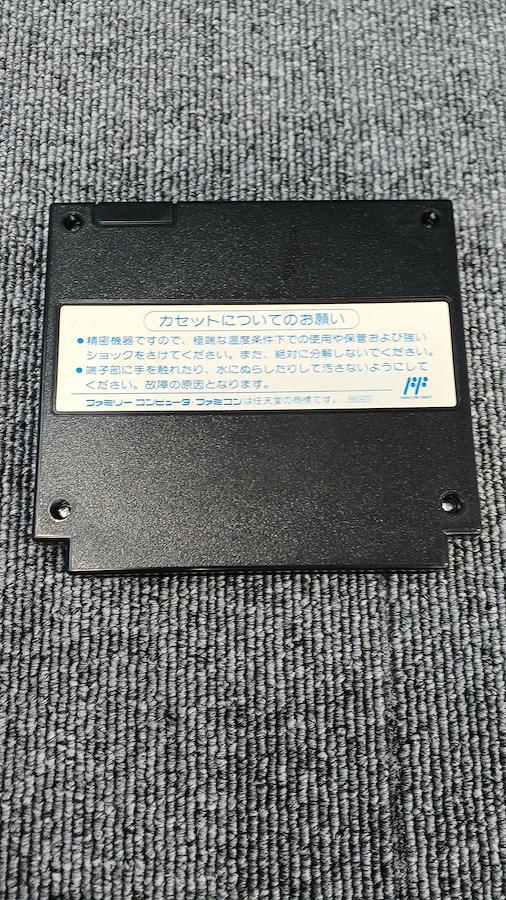 カセットについてのお願い
●精密機器ですので、極端な温度条件下での使用や保管および強い
ショックをさけてください。また、絶対に分解しないでください。
●端子部に手を触れたり、水にぬらしたりして汚さないようにして
ください。故障の原因となります。
ファミリーコンピュータ・ファミコンは任天堂の商標です。 880920